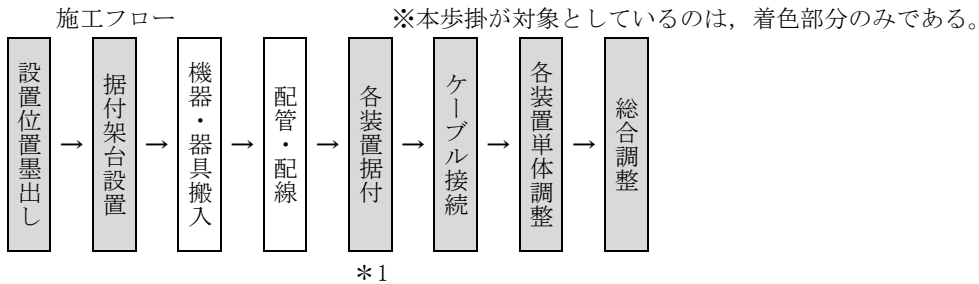 施工フロー
※本歩掛が対象としているのは，着色部分のみである。
設置位置墨出し
→
据付架台設置
→
機器・器具搬入
→
配管・配線
→
各装置据付
→
ケーブル接続
→
各装置単体調整
→
総合調整
＊1